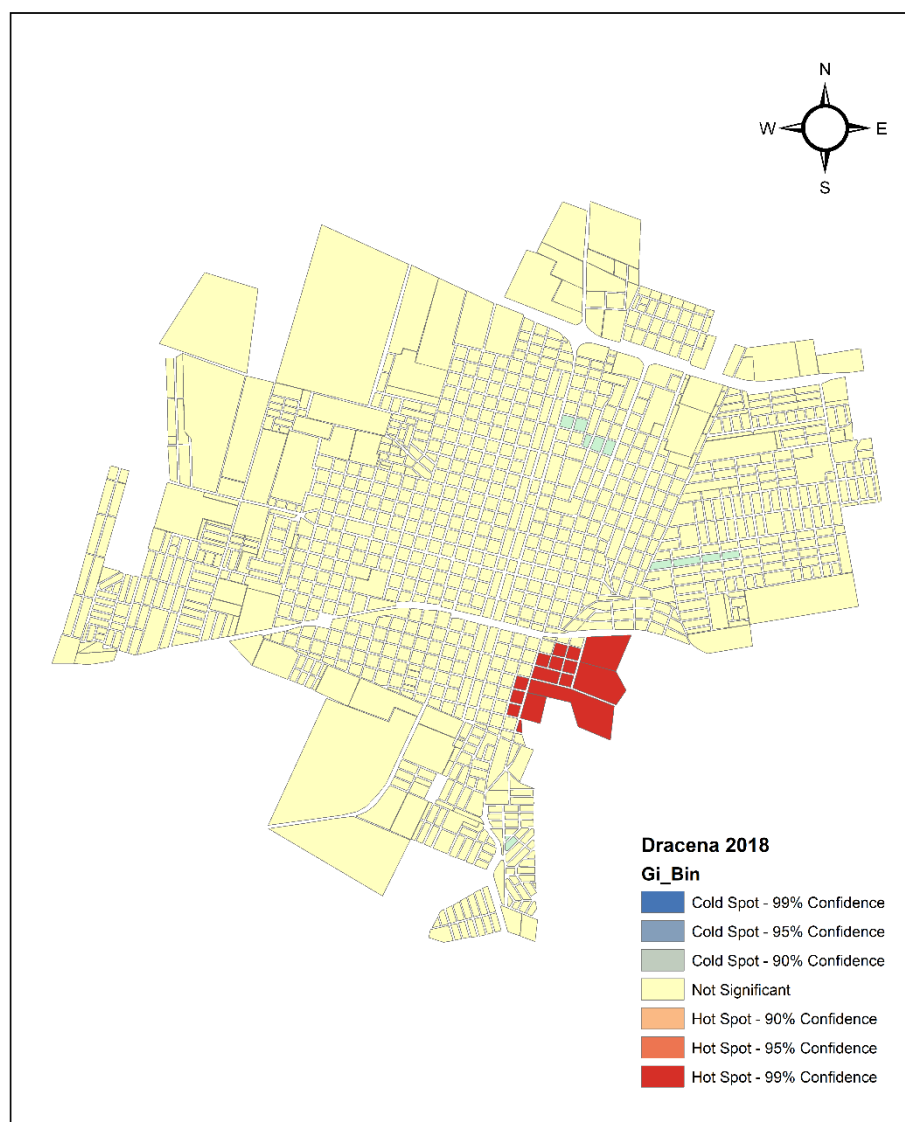 N
W E
S
Dracena 2018
Gi_Bin
Cold Spot - 99% Confidence
Cold Spot - 95% Confidence
Cold Spot - 90% Confidence
Not Significant
Hot Spot - 90% Confidence
Hot Spot - 95% Confidence
Hot Spot - 99% Confidence